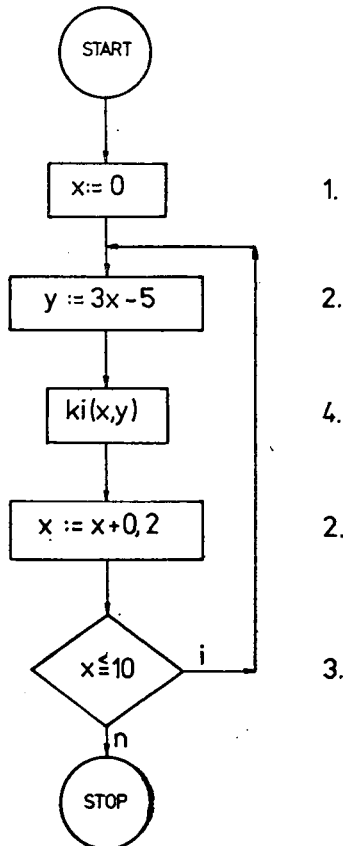 START
x:= 0 1.
y := 3x-5 2.
ki(x,y) 4.
x := x+0,2 2.
x≦10 i 3.
n
STOP